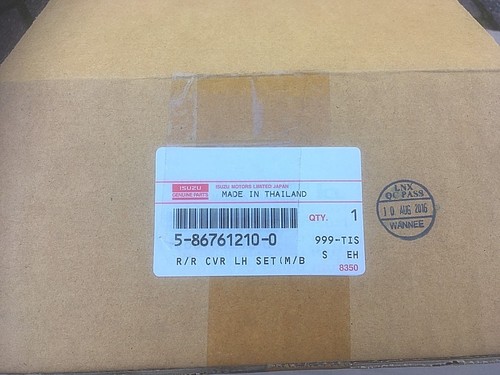 ISUZU
GENUINE PARTS
ISUZU MOTORS LIMITED JAPAN
MADE IN THAILAND
QTY. 1
5-86761210-0
999-TIS
R/R CVR LH SET(M/B
S EH
8350
LNX
QC PASS
10 AUG 2016
WANNEE